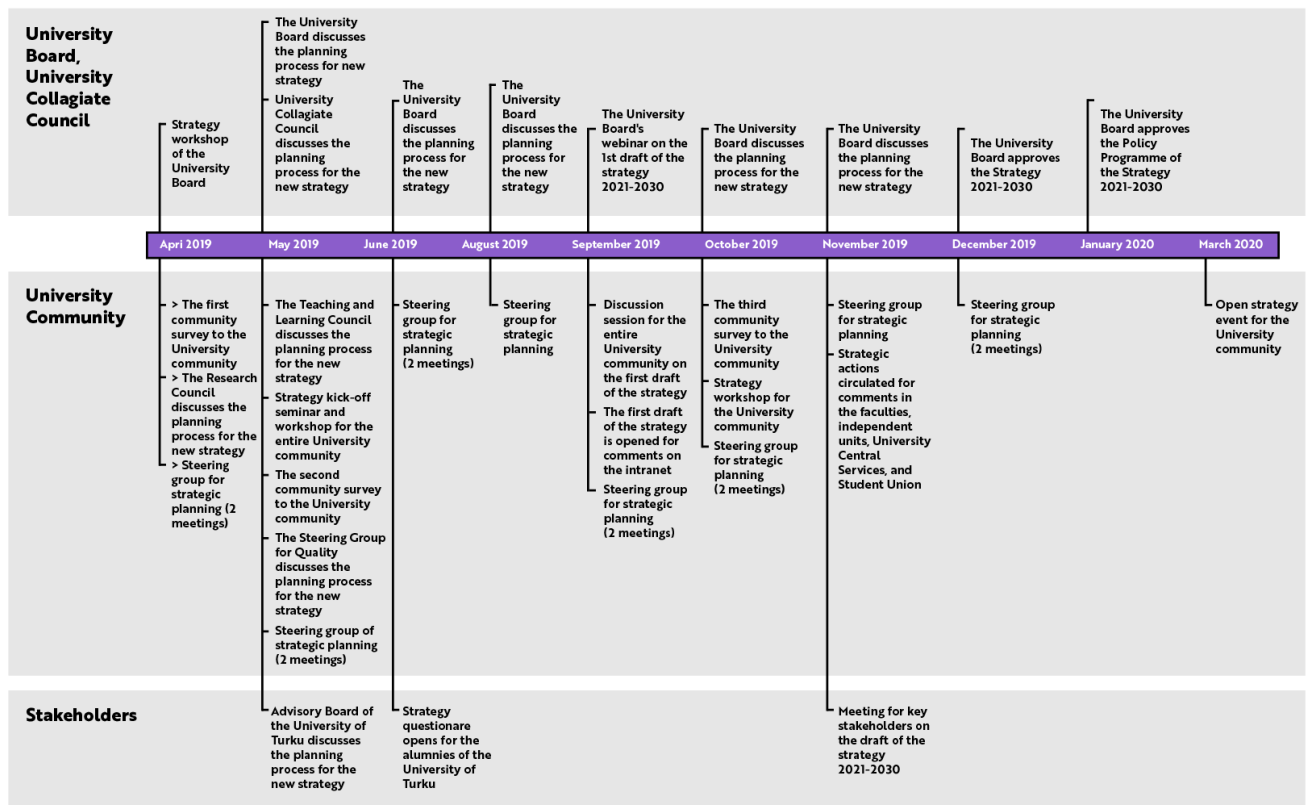 University
Board,
University
Collagiate
Council
Strategy
workshop
of the
University
Board
The University
Board discusses
the planning
process for new
strategy
University
Collagiate
Council
discusses the
planning
process for the
new strategy
The
University
Board
discusses
the planning
process for
the new
strategy
The
University
Board
discusses the
planning
process for
the new
strategy
The University
Board's
webinar on the
1st draft of the
strategy
2021-2030
The University
Board discusses
the planning
process for the
new strategy
The University
Board discusses
the planning
process for the
new strategy
The University
Board approves
the Strategy
2021-2030
The University
Board approves
the Policy
Programme of
the Strategy
2021-2030
Apri 2019
May 2019
June 2019
August 2019
September 2019
October 2019
November 2019
December 2019
January 2020
March 2020
University
Community
> The first
community
survey to the
University
community
> The Research
Council
discusses the
planning
process for the
new strategy
> Steering
group for
strategic
planning (2
meetings)
The Teaching and
Learning Council
discusses the
planning process
for the new
strategy
Strategy kick-off
seminar and
workshop for the
entire University
community
The second
community survey
to the University
community
The Steering Group
for Quality
discusses the
planning process
for the new
strategy
Steering group of
strategic planning
(2 meetings)
Steering
group for
strategic
planning
(2 meetings)
Steering
group for
strategic
planning
Discussion
session for the
entire
University
community on
the first draft
of the strategy
The first draft
of the strategy
is opened for
comments on
the intranet
Steering group
for strategic
planning
(2 meetings)
The third
community
survey to the
University
community
Strategy
workshop for
the University
community
Steering group
for strategic
planning
(2 meetings)
Steering group
for strategic
planning
Strategic
actions
circulated for
comments in
the faculties,
independent
units, University
Central
Services, and
Student Union
Steering group
for strategic
planning
(2 meetings)
Open strategy
event for the
University
community
Stakeholders
Advisory Board of
the University of
Turku discusses
the planning
process for the
new strategy
Strategy
questionare
opens for the
alumnies of the
University of
Turku
Meeting for key
stakeholders on
the draft of the
strategy
2021-2030